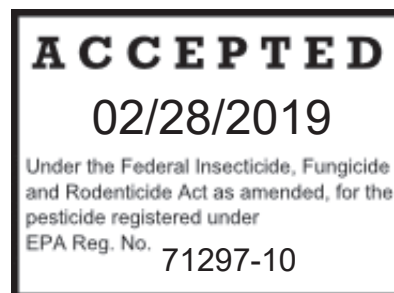 ACCEPTED
02/28/2019
Under the Federal Insecticide, Fungicide
and Rodenticide Act as amended, for the
pesticide registered under
EPA Reg. No. 71297-10